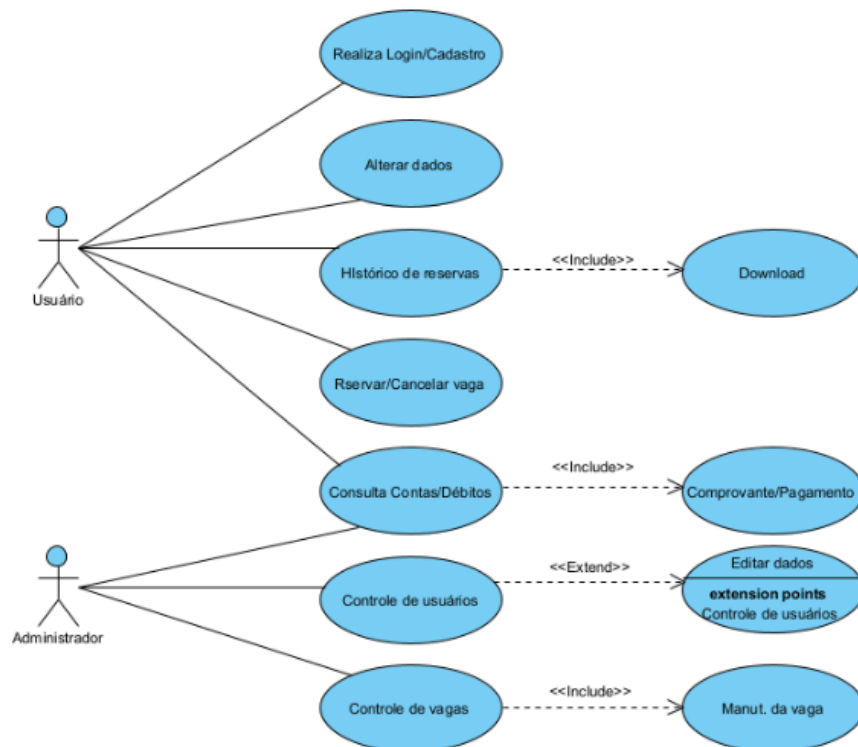 Realiza Login/Cadastro
Alterar dados
Usuário
HIstórico de reservas
<<Include>>
Download
Rservar/Cancelar vaga
Consulta Contas/Débitos
<<Include>>
Comprovante/Pagamento
Administrador
Controle de usuários
<<Extend>>
Editar dados
extension points
Controle de usuários
Controle de vagas
<<Include>>
Manut. da vaga